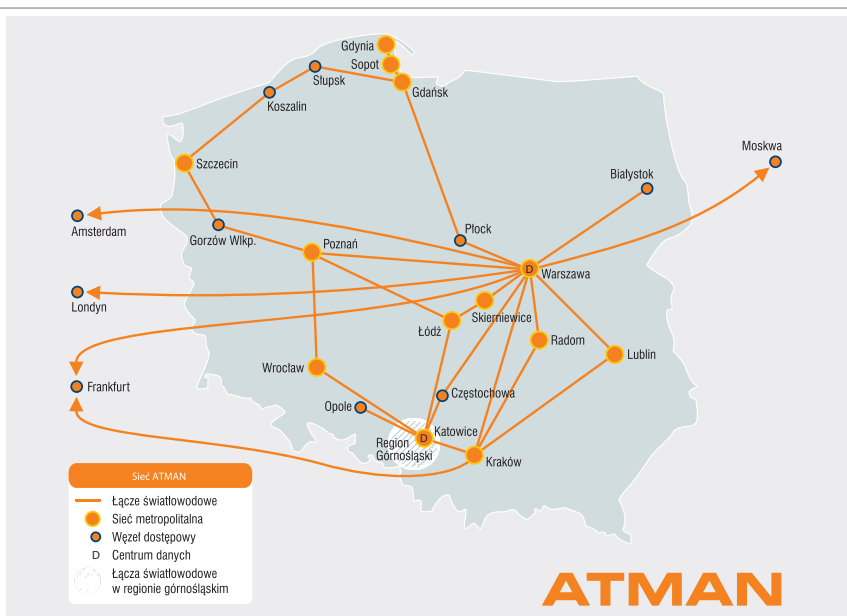 Gdynia
Sopot
Słupsk
Gdańsk
Koszalin
Moskwa
Szczecin
Białystok
Amsterdam
Płock
Gorzów Wlkp.
Poznań
Warszawa
Londyn
Skierniewice
Łódź
Radom
Lublin
Wrocław
Frankfurt
Częstochowa
Opole
Katowice
Region
Górnośląski
Kraków
D
D
Sieć ATMAN
Łącze światłowodowe
Sieć metropolitalna
Węzeł dostępowy
D Centrum danych
Łącza światłowodowe
w regionie górnośląskim
ATMAN